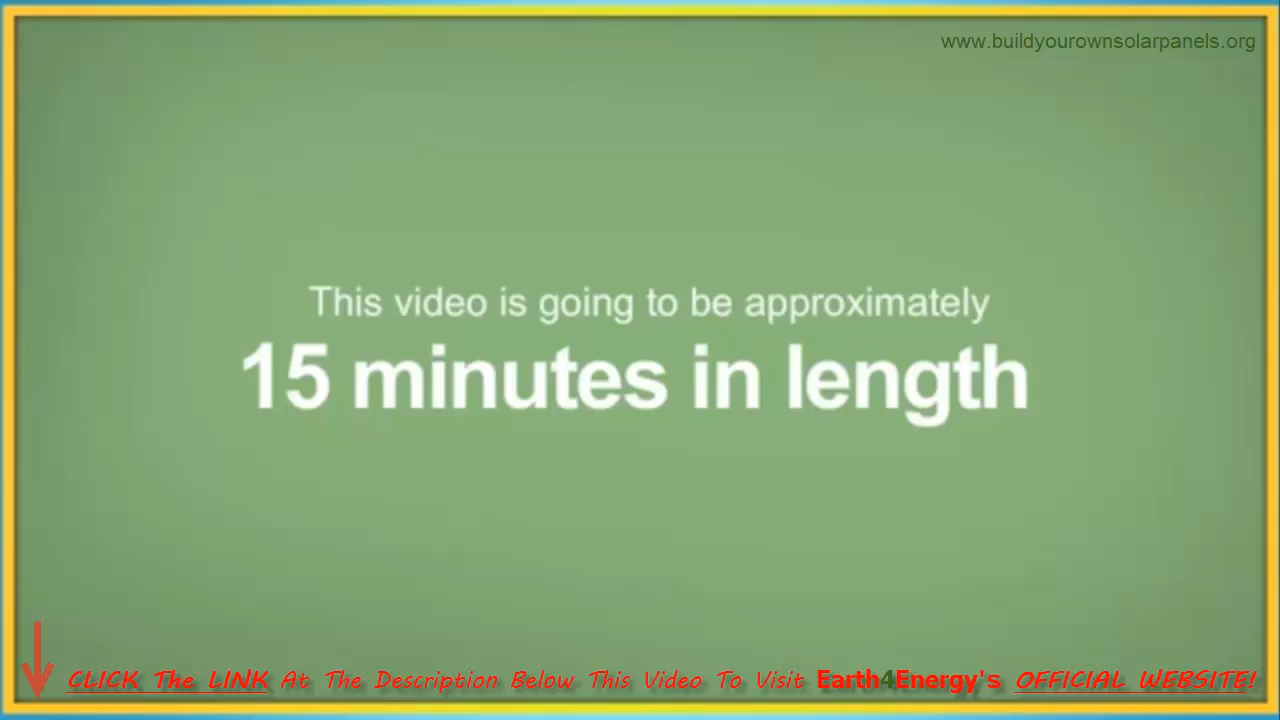 www.buildyourownsolarpanels.org
This video is going to be approximately
15 minutes in length
CLICK The LINK At The Description Below This Video To Visit Earth4Energy's OFFICIAL WEBSITE!